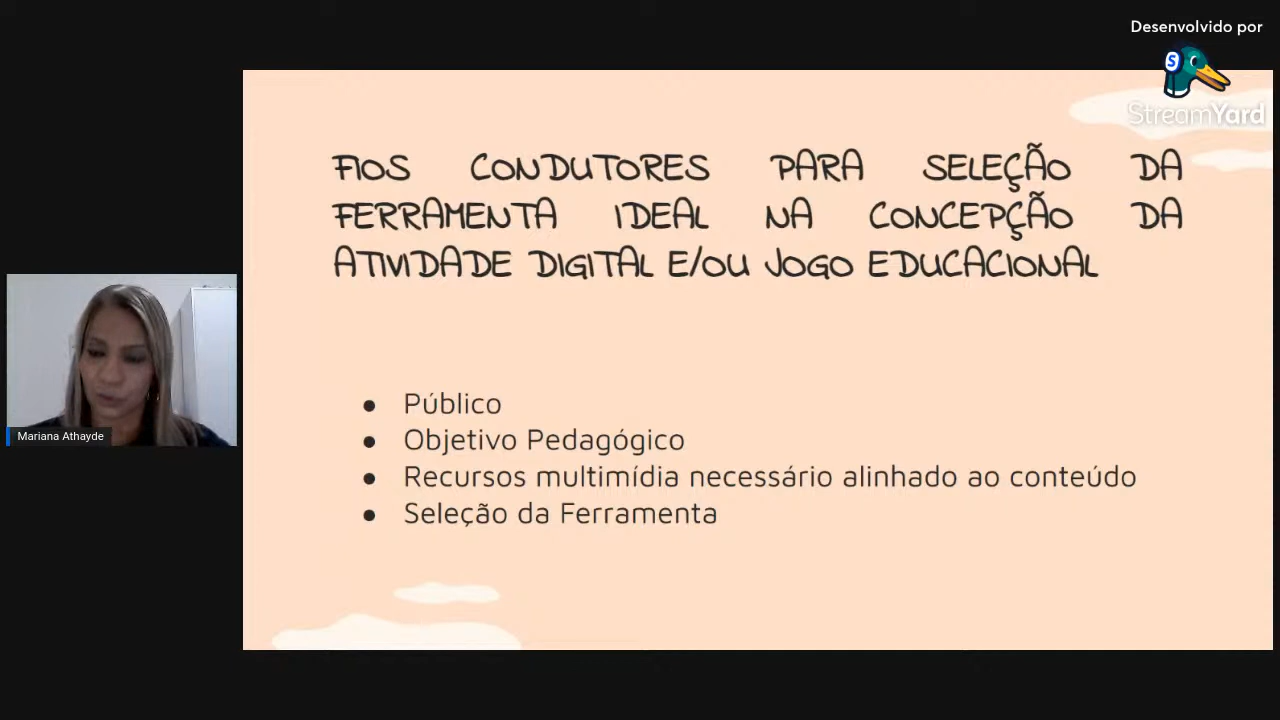 Desenvolvido por
S
StreamYard
FIOS CONDUTORES PARA SELEÇÃO DA
FERRAMENTA IDEAL NA CONCEPÇÃO DA
ATIVIDADE DIGITAL E/OU JOGO EDUCACIONAL
● Público
● Objetivo Pedagógico
● Recursos multimídia necessário alinhado ao conteúdo
● Seleção da Ferramenta
Mariana Athayde